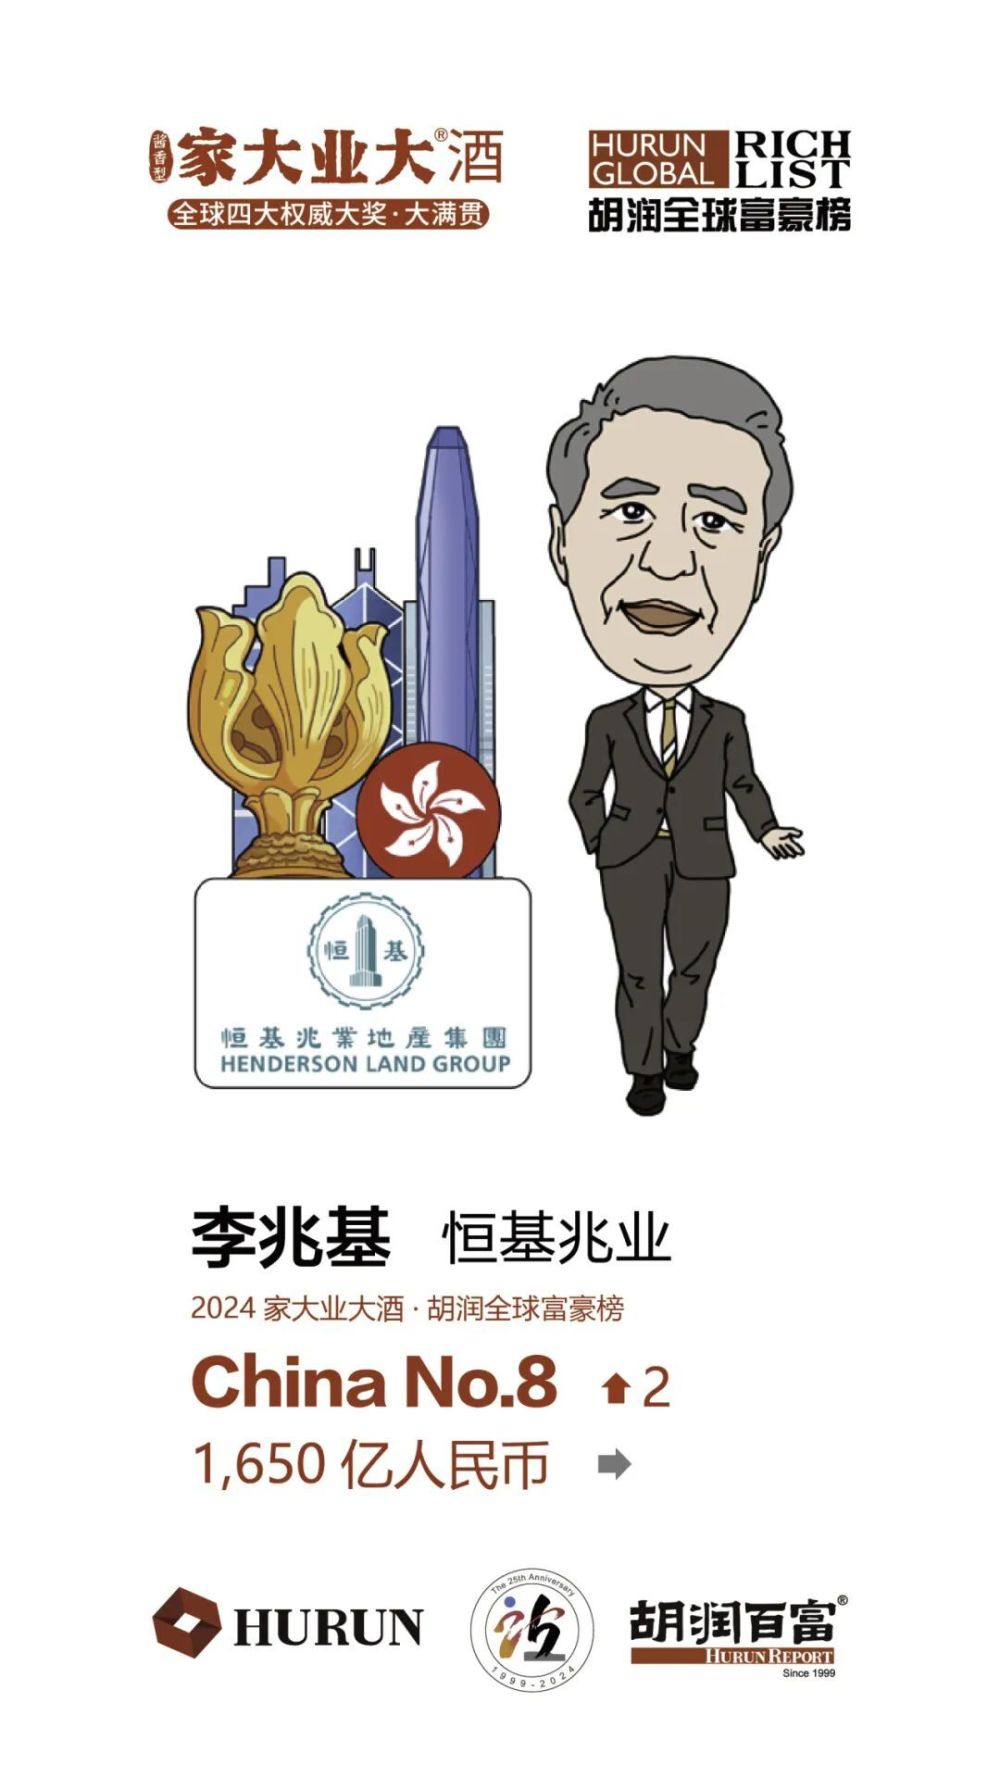 酱香型 家大业大®酒
全球四大权威大奖·大满贯
HURUN GLOBAL RICH LIST
胡润全球富豪榜
恒基
恒基兆業地產集團
HENDERSON LAND GROUP
李兆基 恒基兆业
2024 家大业大酒 · 胡润全球富豪榜
China No.8 2
1,650 亿人民币
HURUN
The 25th Anniversary
1999-2024
胡润百富®
HURUN REPORT
Since 1999